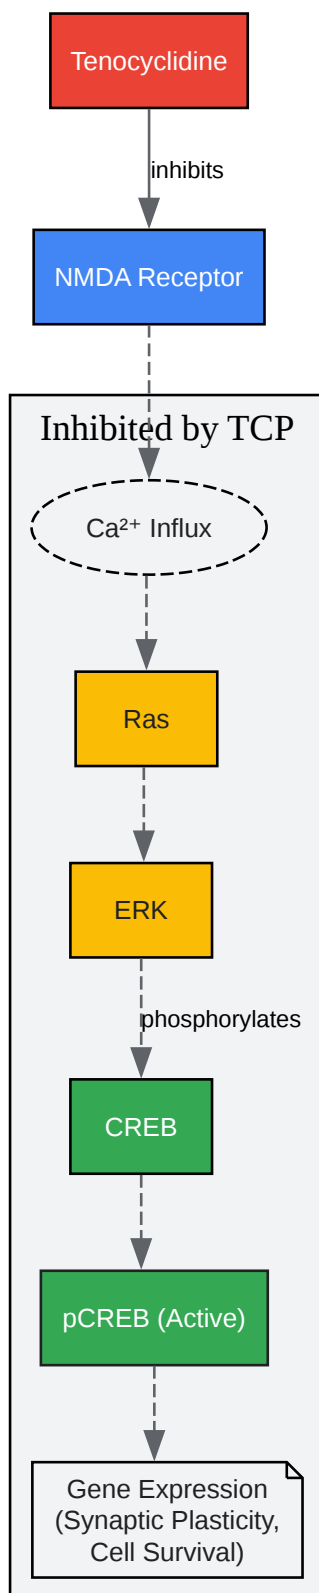 Tenocyclidine
inhibits
NMDA Receptor
Inhibited by TCP
Ca²⁺ Influx
Ras
ERK
phosphorylates
CREB
pCREB (Active)
Gene Expression
(Synaptic Plasticity,
Cell Survival)